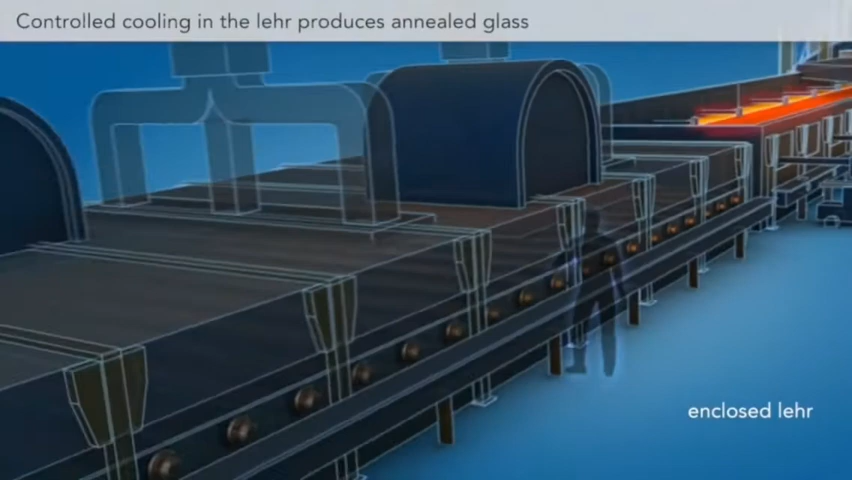 Controlled cooling in the lehr produces annealed glass
enclosed lehr